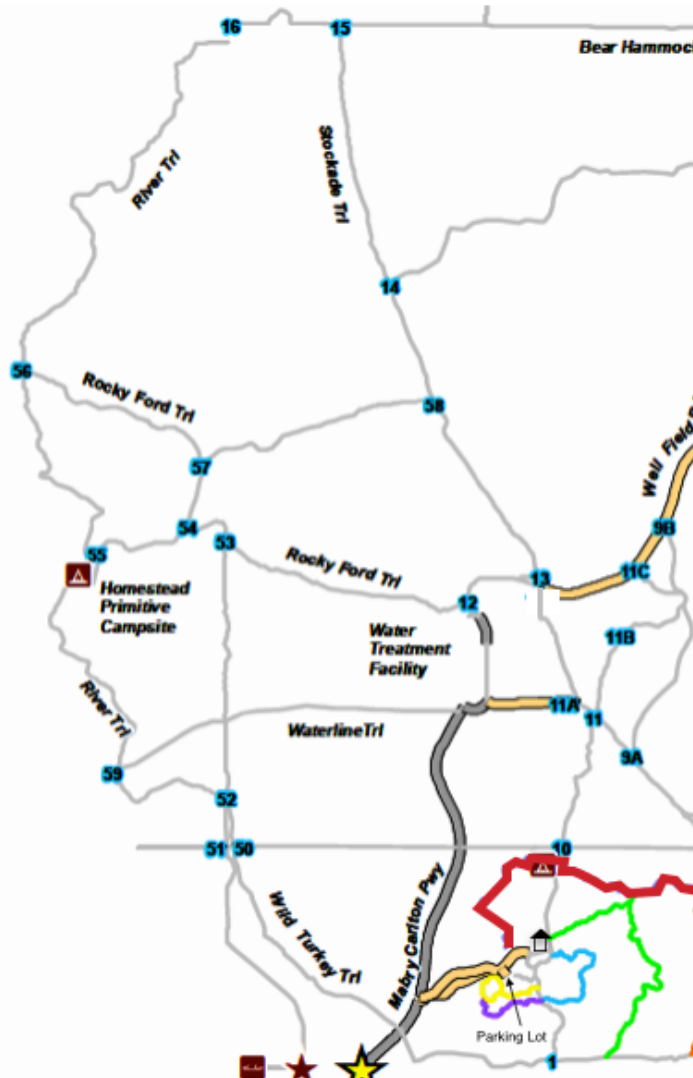 16
15
Bear Hammock
River Trl
Stockade Trl
14
56
Rocky Ford Trl
58
57
Well Field
9B
54
53
55
Rocky Ford Trl
13
11C
Homestead
Primitive
Campsite
12
Water
Treatment
Facility
11B
River Trl
WaterlineTrl
11A
11
9A
59
52
51
50
10
Wild Turkey Trl
Mabry Carlton Pwy
Parking Lot
1